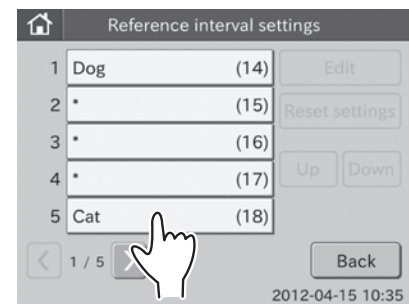 Reference interval settings
1 Dog (14) Edit
2 * (15) Reset settings
3 * (16)
4 * (17) Up Down
5 Cat (18)
1 / 5 Back
2012-04-15 10:35